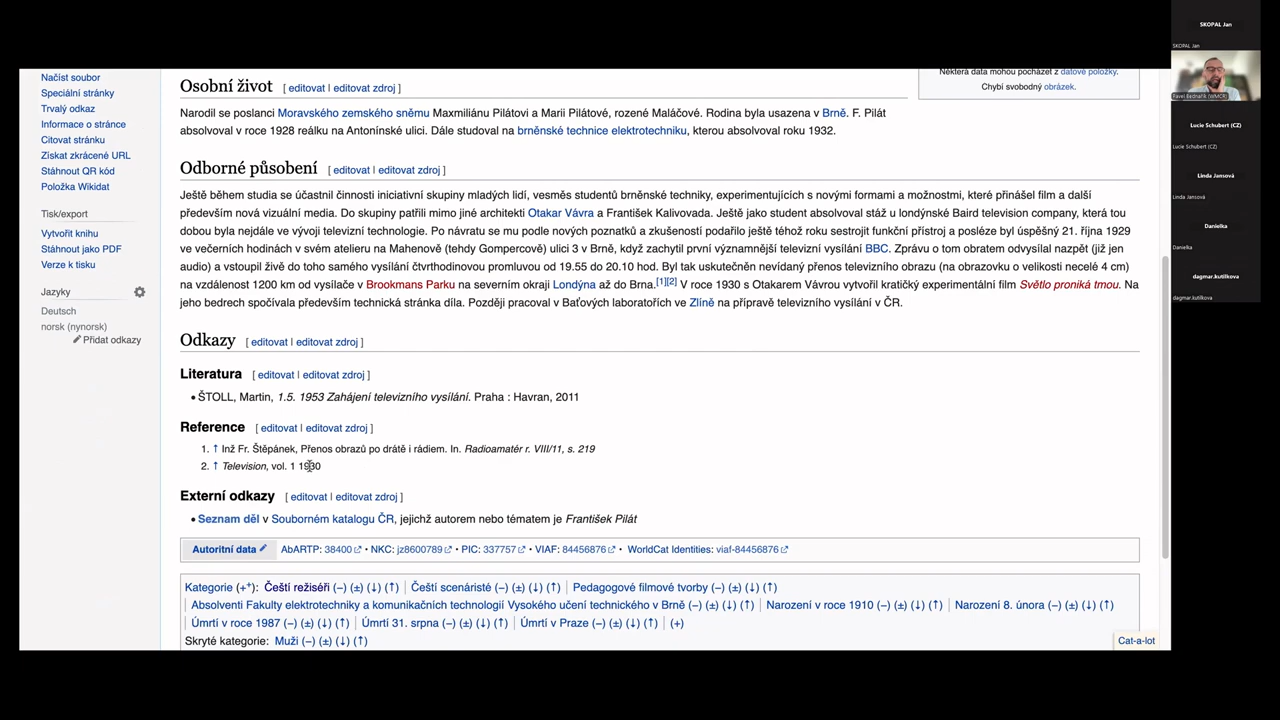 Načíst soubor
Speciální stránky
Trvalý odkaz
Informace o stránce
Citovat stránku
Získat zkrácené URL
Stáhnout QR kód
Položka Wikidat
Tisk/export
Vytvořit knihu
Stáhnout jako PDF
Verze k tisku
Jazyky
Deutsch
norsk (nynorsk)
Přidat odkazy
Některá data mohou pocházet z datové položky.
Chybí svobodný obrázek.
Osobní život [ editovat | editovat zdroj ]
Narodil se poslanci Moravského zemského sněmu Maxmiliánu Pilátovi a Marii Pilátové, rozené Maláčové. Rodina byla usazena v Brně. F. Pilát
absolvoval v roce 1928 reálku na Antonínské ulici. Dále studoval na brněnské technice elektrotechniku, kterou absolvoval roku 1932.
Odborné působení [ editovat | editovat zdroj ]
Ještě během studia se účastnil činnosti iniciativní skupiny mladých lidí, vesměs studentů brněnské techniky, experimentujících s novými formami a možnostmi, které přinášel film a další
především nová vizuální media. Do skupiny patřili mimo jiné architekti Otakar Vávra a František Kalivovada. Ještě jako student absolvoval stáž u londýnské Baird television company, která tou
dobou byla nejdále ve vývoji televizní technologie. Po návratu se mu podle nových poznatků a zkušeností podařilo ještě téhož roku sestrojit funkční přístroj a posléze byl úspěšný 21. října 1929
ve večerních hodinách v svém atelieru na Mahenově (tehdy Gompercově) ulici 3 v Brně, když zachytil první významnější televizní vysílání BBC. Zprávu o tom obratem odvysílal nazpět (již jen
audio) a vstoupil živě do toho samého vysílání čtvrthodinovou promluvou od 19.55 do 20.10 hod. Byl tak uskutečněn nevídaný přenos televizního obrazu (na obrazovku o velikosti necelé 4 cm)
na vzdálenost 1200 km od vysílače v Brookmans Parku na severním okraji Londýna až do Brna.[1][2] V roce 1930 s Otakarem Vávrou vytvořil kratičký experimentální film Světlo proniká tmou. Na
jeho bedrech spočívala především technická stránka díla. Později pracoval v Baťových laboratořích ve Zlíně na přípravě televizního vysílání v ČR.
Odkazy [ editovat | editovat zdroj ]
Literatura [ editovat | editovat zdroj ]
• ŠTOLL, Martin, 1.5. 1953 Zahájení televizního vysílání. Praha : Havran, 2011
Reference [ editovat | editovat zdroj ]
1. ↑ Inž Fr. Štěpánek, Přenos obrazů po drátě i rádiem. In. Radioamatér r. VIII/11, s. 219
2. ↑ Television, vol. 1 1930
Externí odkazy [ editovat | editovat zdroj ]
• Seznam děl v Souborném katalogu ČR, jejichž autorem nebo tématem je František Pilát
Autoritní data AbARTP: 38400 • NKC: jz8600789 • PIC: 337757 • VIAF: 84456876 • WorldCat Identities: viaf-84456876
Kategorie (+⁺): Čeští režiséři (−) (±) (↓) (↑) | Čeští scenáristé (−) (±) (↓) (↑) | Pedagogové filmové tvorby (−) (±) (↓) (↑)
| Absolventi Fakulty elektrotechniky a komunikačních technologií Vysokého učení technického v Brně (−) (±) (↓) (↑) | Narození v roce 1910 (−) (±) (↓) (↑) | Narození 8. února (−) (±) (↓) (↑)
| Úmrtí v roce 1987 (−) (±) (↓) (↑) | Úmrtí 31. srpna (−) (±) (↓) (↑) | Úmrtí v Praze (−) (±) (↓) (↑) | (+)
Skryté kategorie: Muži (−) (±) (↓) (↑)
Cat-a-lot
SKOPAL Jan
SKOPAL Jan
Pavel Bednařík (WMCR)
Lucie Schubert (CZ)
Lucie Schubert (CZ)
Linda Jansová
Linda Jansová
Danielka
Danielka
dagmar.kutilkova
dagmar.kutilkova